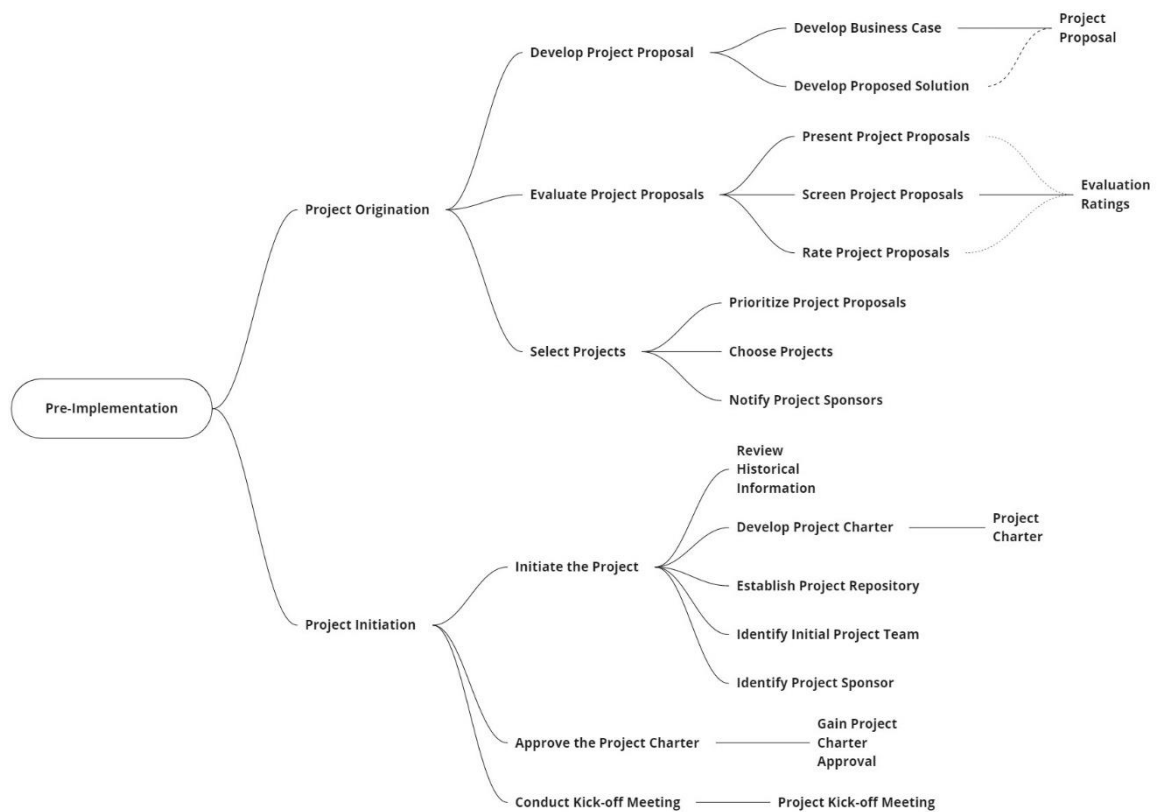 Pre-Implementation
Project Origination
Develop Project Proposal
Develop Business Case
Project
Proposal
Develop Proposed Solution
Evaluate Project Proposals
Present Project Proposals
Screen Project Proposals
Evaluation
Ratings
Rate Project Proposals
Select Projects
Prioritize Project Proposals
Choose Projects
Notify Project Sponsors
Project Initiation
Initiate the Project
Review
Historical
Information
Develop Project Charter
Project
Charter
Establish Project Repository
Identify Initial Project Team
Identify Project Sponsor
Approve the Project Charter
Gain Project
Charter
Approval
Conduct Kick-off Meeting
Project Kick-off Meeting